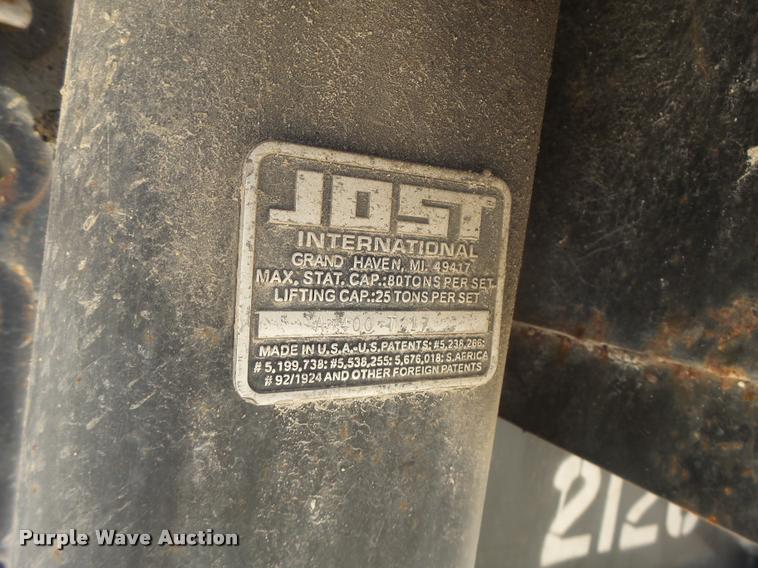 JOST
INTERNATIONAL
GRAND HAVEN, MI. 49417
MAX. STAT. CAP.:80TONS PER SET
LIFTING CAP.:25 TONS PER SET
MADE IN U.S.A.-U.S.PATENTS: #5,238,266:
# 5,199,738: #5,538,255: 5,676,018: S.AFRICA
# 92/1924 AND OTHER FOREIGN PATENTS
Purple Wave Auction